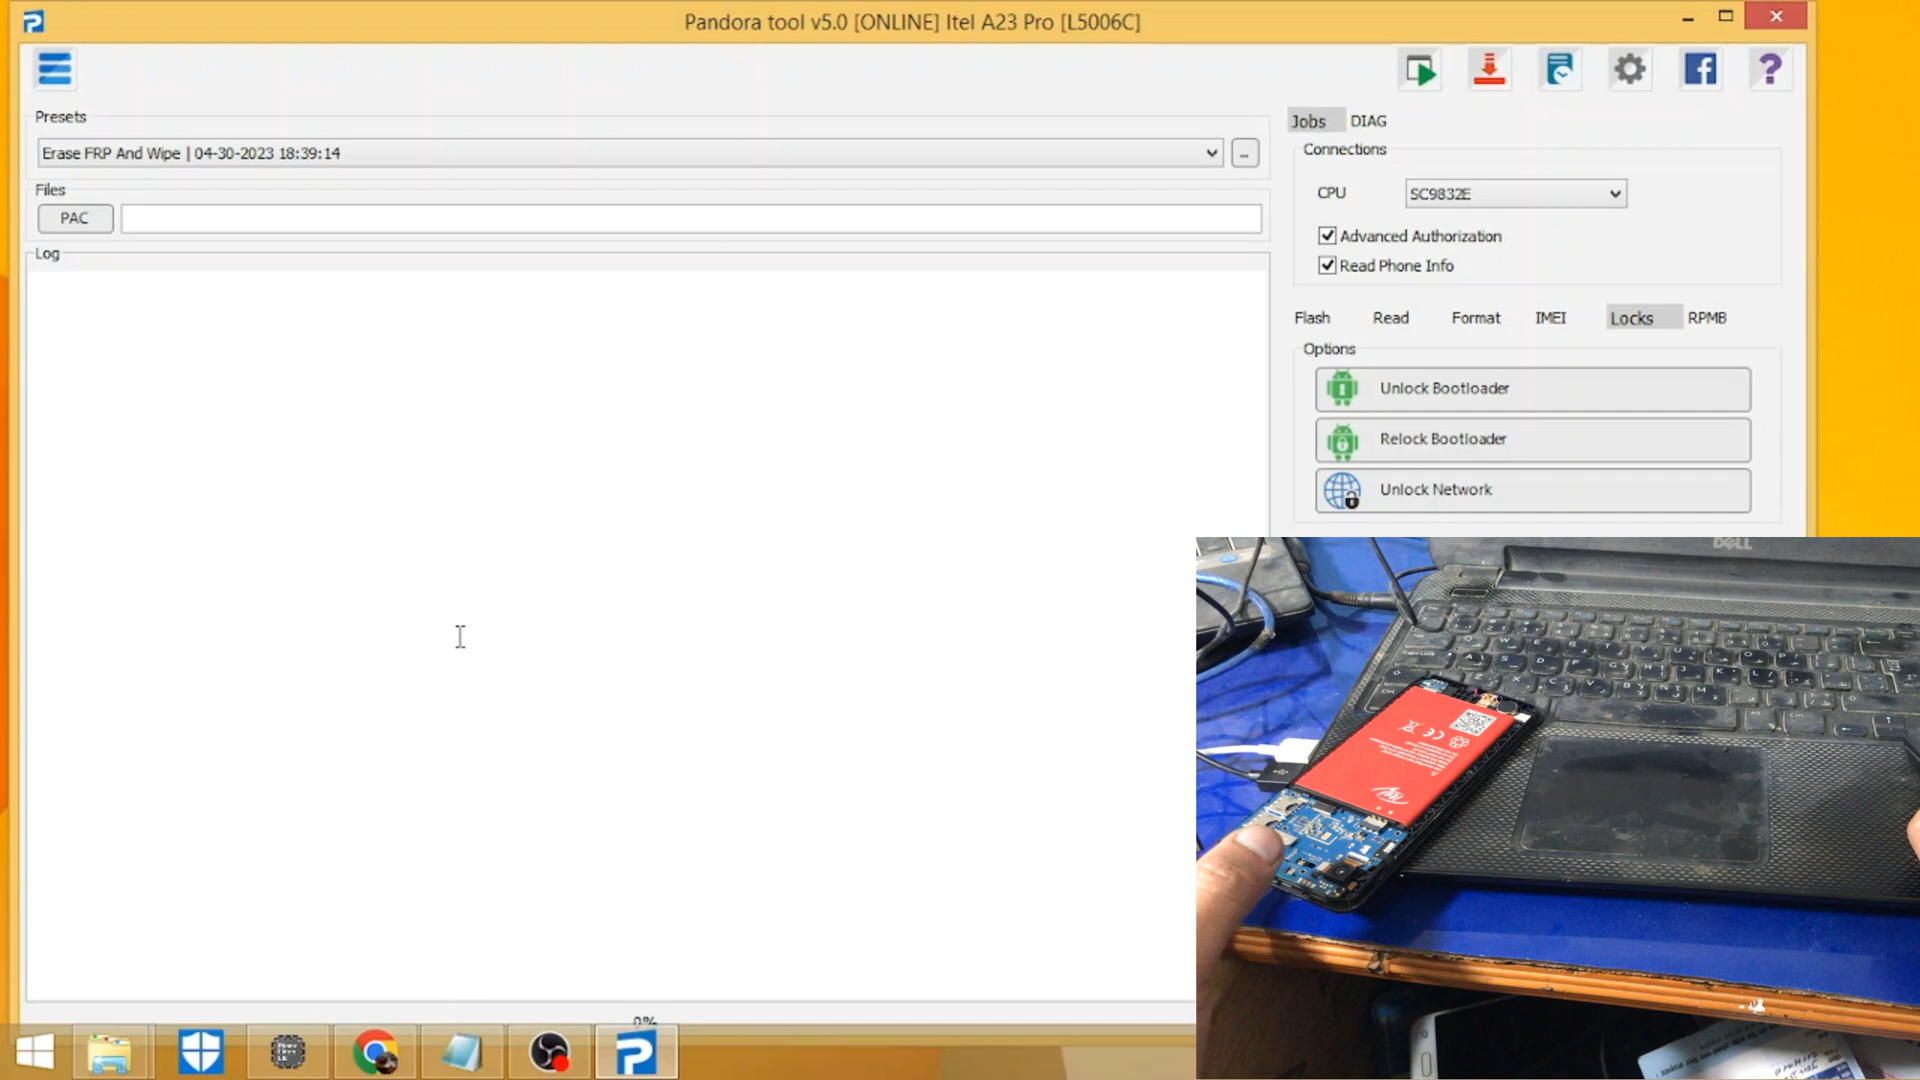 Pandora tool v5.0 [ONLINE] Itel A23 Pro [L5006C]
Presets
Erase FRP And Wipe | 04-30-2023 18:39:14
...
Files
PAC
Log
Jobs DIAG
Connections
CPU SC9832E
Advanced Authorization
Read Phone Info
Flash Read Format IMEI Locks RPMB
Options
Unlock Bootloader
Relock Bootloader
Unlock Network
0%
DELL
itel